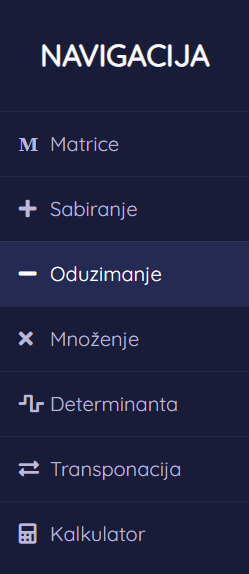 NAVIGACIJA
M Matrice
Sabiranje
Oduzimanje
Množenje
Determinanta
Transponacija
Kalkulator